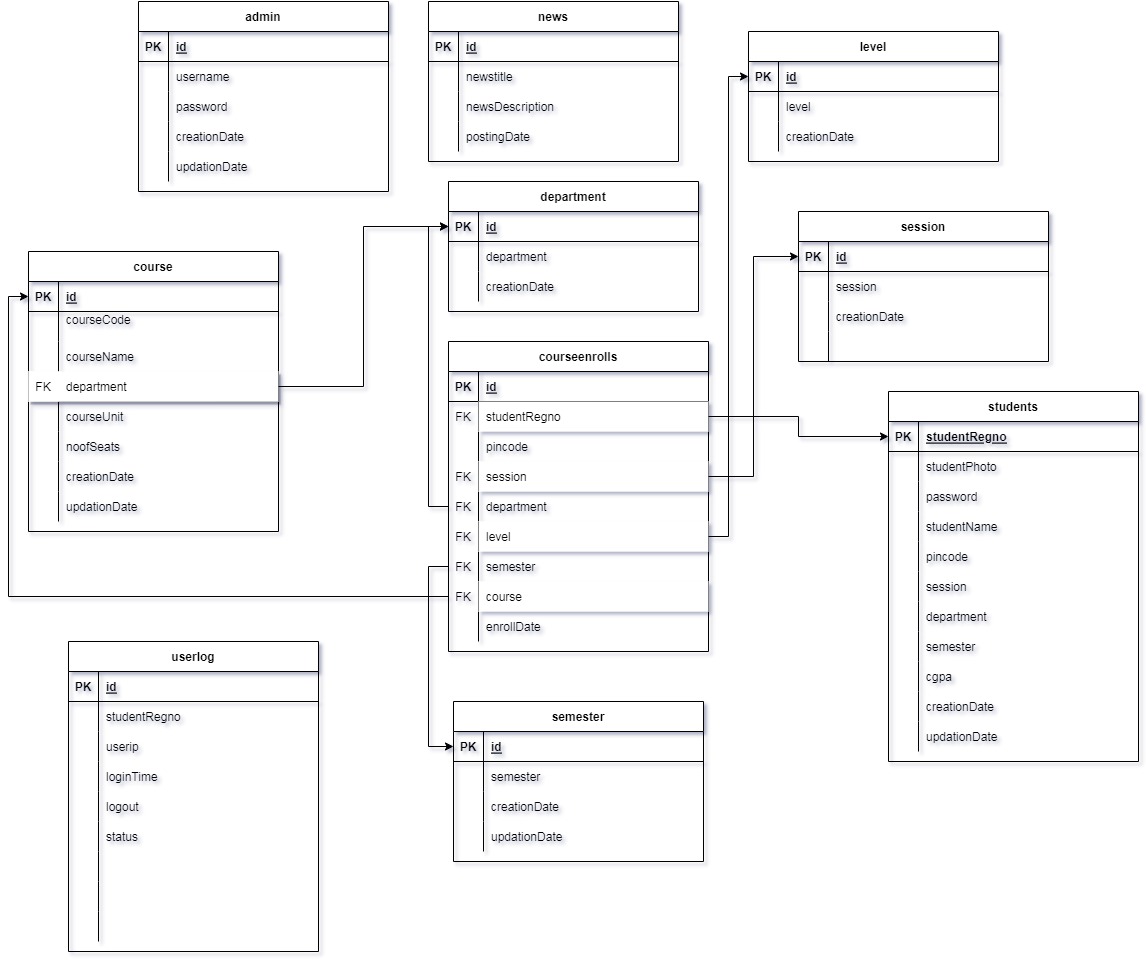 admin
PK id
username
password
creationDate
updationDate
news
PK id
newstitle
newsDescription
postingDate
level
PK id
level
creationDate
department
PK id
department
creationDate
session
PK id
session
creationDate
course
PK id
courseCode
courseName
FK department
courseUnit
noofSeats
creationDate
updationDate
courseenrolls
PK id
FK studentRegno
pincode
FK session
FK department
FK level
FK semester
FK course
enrollDate
students
PK studentRegno
studentPhoto
password
studentName
pincode
session
department
semester
cgpa
creationDate
updationDate
userlog
PK id
studentRegno
userip
loginTime
logout
status
semester
PK id
semester
creationDate
updationDate